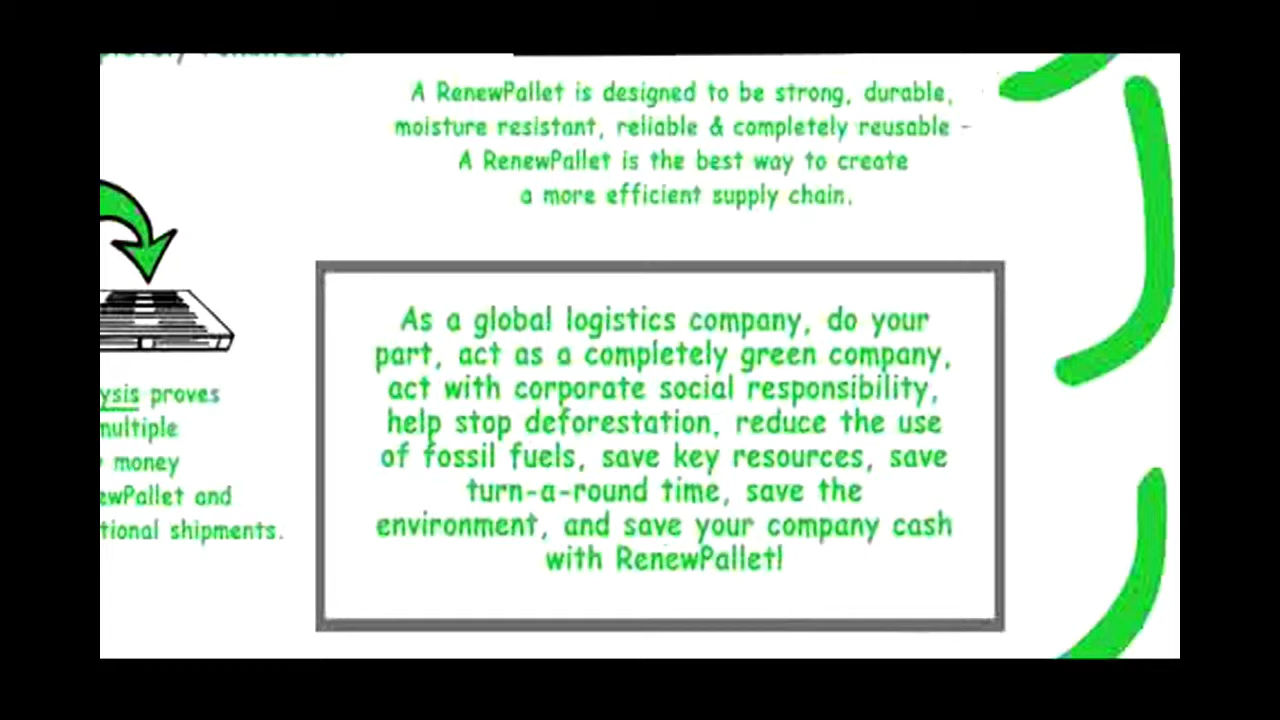 A RenewPallet is designed to be strong, durable,
moisture resistant, reliable & completely reusable -
A RenewPallet is the best way to create
a more efficient supply chain.
As a global logistics company, do your
part, act as a completely green company,
act with corporate social responsibility,
help stop deforestation, reduce the use
of fossil fuels, save key resources, save
turn-a-round time, save the
environment, and save your company cash
with RenewPallet!
ysis proves
multiple
money
ewPallet and
tional shipments.